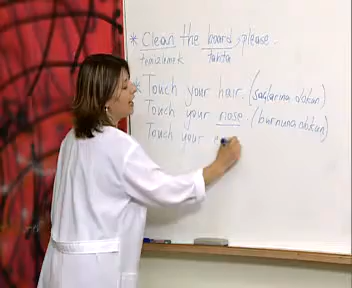 * Clean the board, please.
temizlemek tahta
* Touch your hair. (saçlarına dokun)
Touch your nose (burnuna dokun)
Touch your